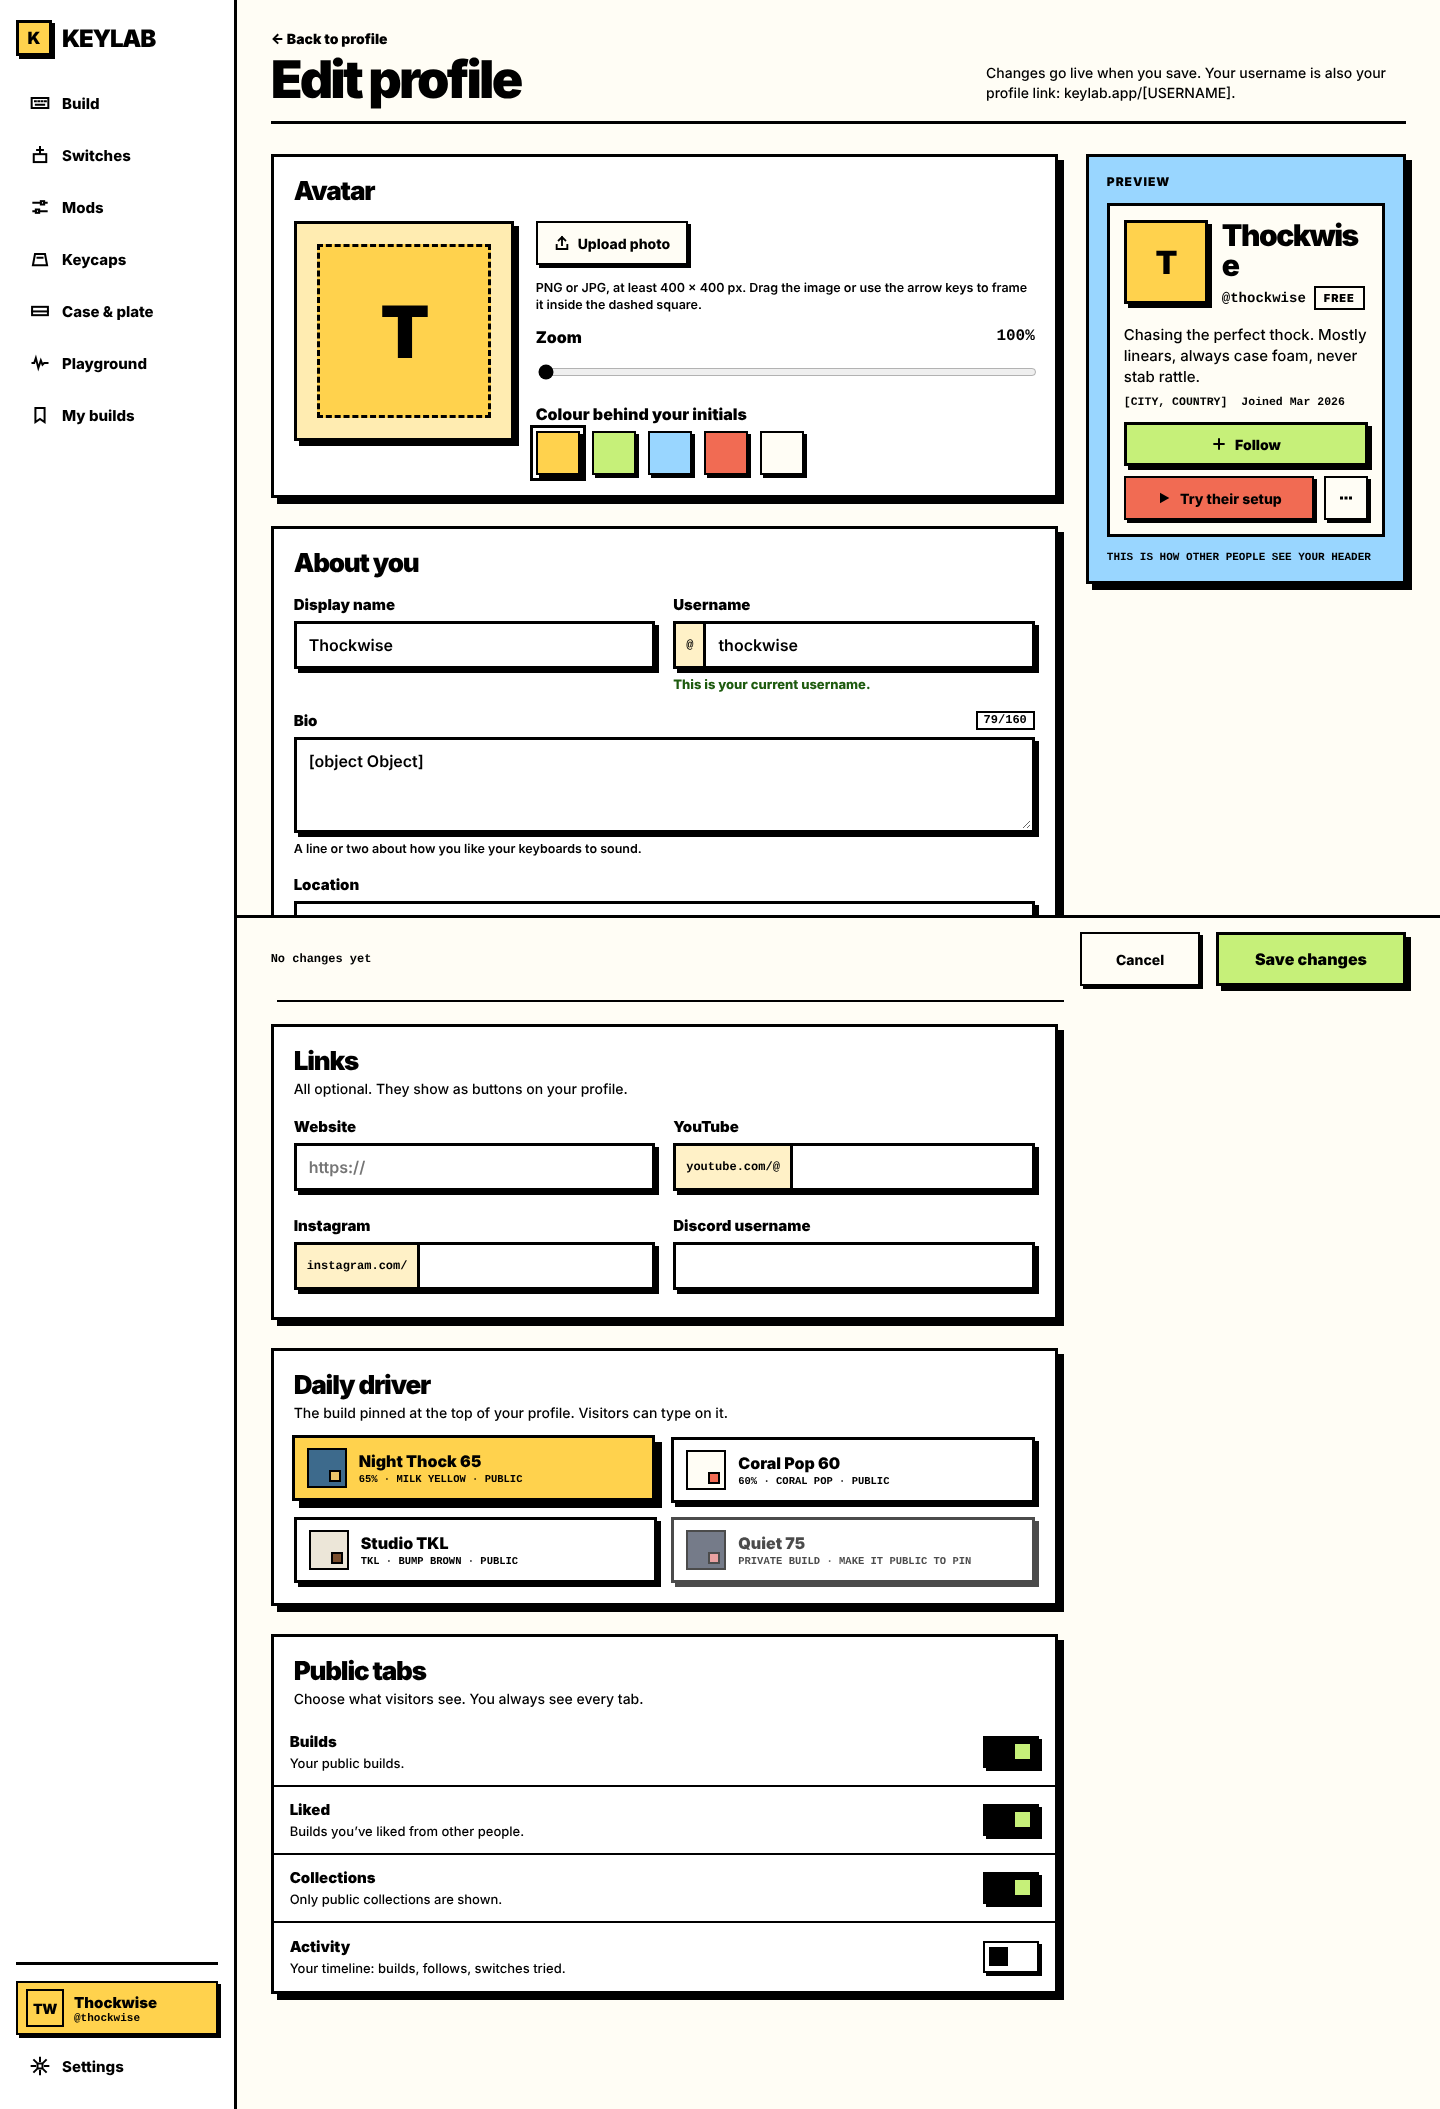 K KEYLAB
Build
Switches
Mods
Keycaps
Case & plate
Playground
My builds
TW
Thockwise
@thockwise
Settings
← Back to profile
Edit profile
Changes go live when you save. Your username is also your
profile link: keylab.app/[USERNAME].
Avatar
T
Upload photo
PNG or JPG, at least 400 × 400 px. Drag the image or use the arrow keys to frame
it inside the dashed square.
Zoom 100%
Colour behind your initials
PREVIEW
T
Thockwis
e
@thockwise FREE
Chasing the perfect thock. Mostly
linears, always case foam, never
stab rattle.
[CITY, COUNTRY] Joined Mar 2026
+ Follow
Try their setup
···
THIS IS HOW OTHER PEOPLE SEE YOUR HEADER
About you
Display name
Thockwise
Username
@ thockwise
This is your current username.
Bio 79/160
[object Object]
A line or two about how you like your keyboards to sound.
Location
No changes yet
Cancel
Save changes
Links
All optional. They show as buttons on your profile.
Website
https://
YouTube
youtube.com/@
Instagram
instagram.com/
Discord username
Daily driver
The build pinned at the top of your profile. Visitors can type on it.
Night Thock 65
65% · MILK YELLOW · PUBLIC
Coral Pop 60
60% · CORAL POP · PUBLIC
Studio TKL
TKL · BUMP BROWN · PUBLIC
Quiet 75
PRIVATE BUILD · MAKE IT PUBLIC TO PIN
Public tabs
Choose what visitors see. You always see every tab.
Builds
Your public builds.
Liked
Builds you’ve liked from other people.
Collections
Only public collections are shown.
Activity
Your timeline: builds, follows, switches tried.